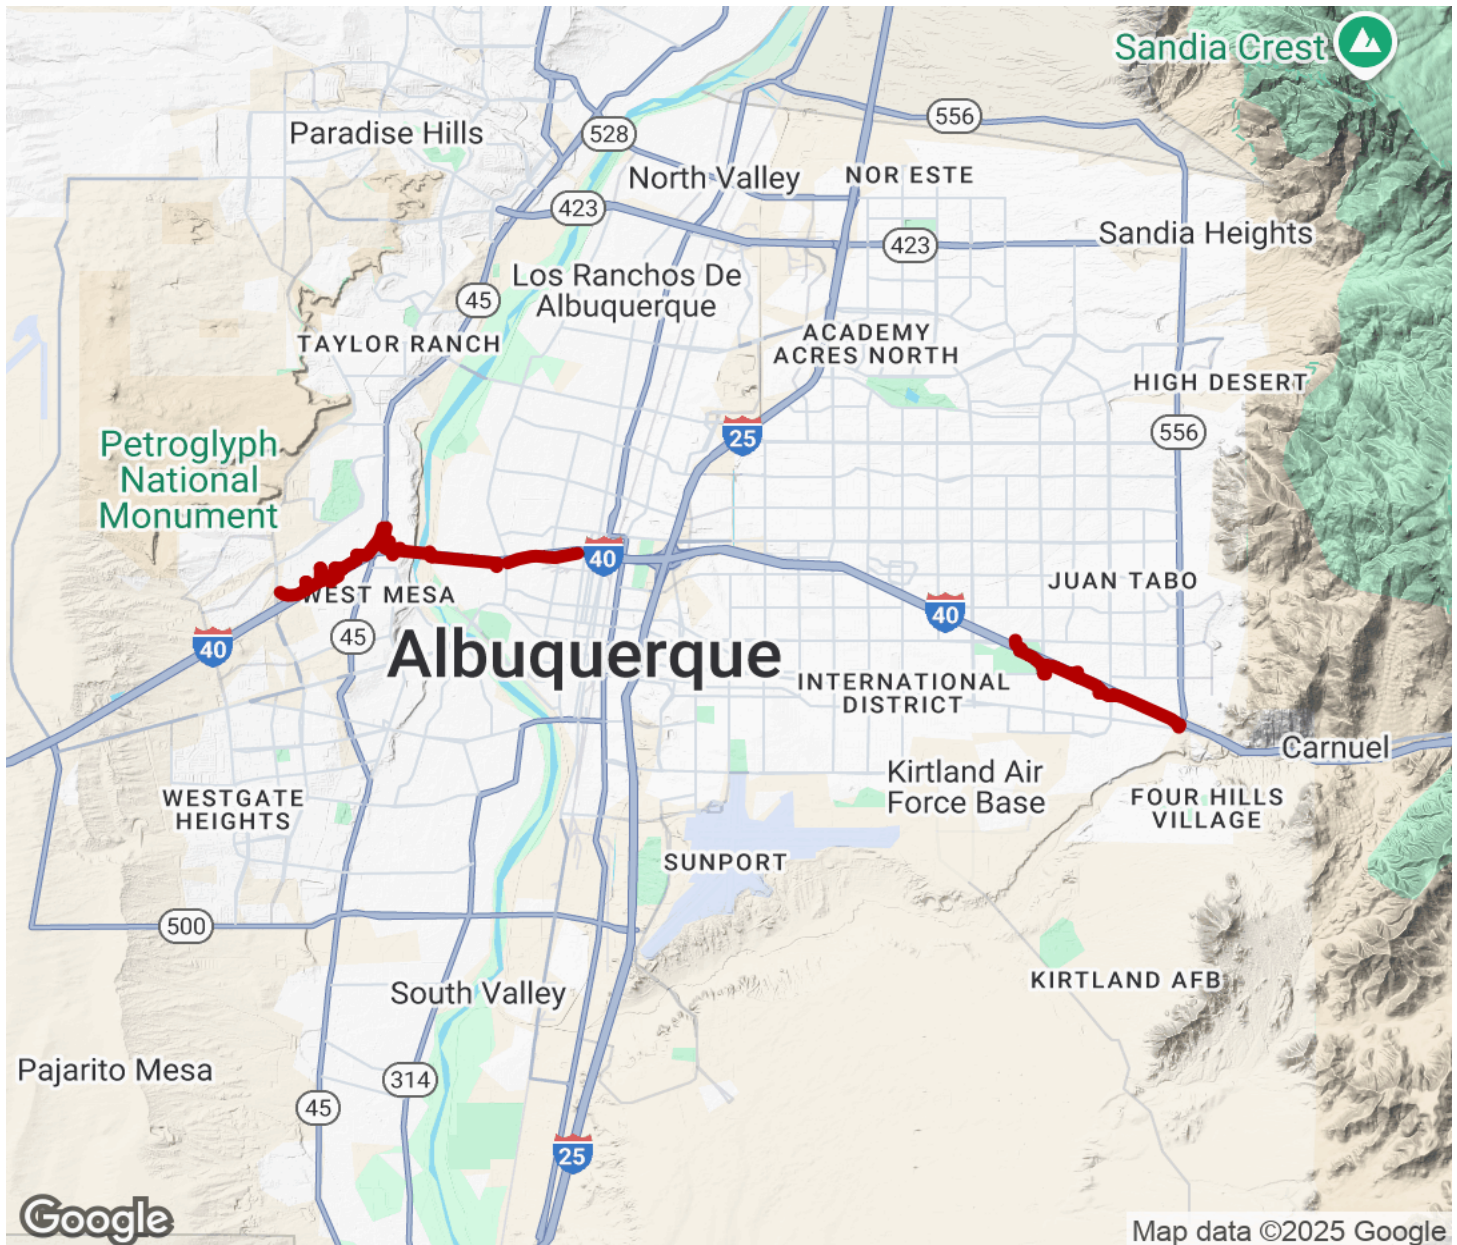 Sandia Crest
556
Paradise Hills
528
North Valley
NOR ESTE
423
423
Sandia Heights
Los Ranchos De
Albuquerque
45
TAYLOR RANCH
ACADEMY
ACRES NORTH
HIGH DESERT
25
556
Petroglyph
National
Monument
40
JUAN TABO
WEST MESA
40
45
40
Albuquerque
INTERNATIONAL
DISTRICT
Carnuel
Kirtland Air
Force Base
WESTGATE
HEIGHTS
FOUR HILLS
VILLAGE
SUNPORT
500
KIRTLAND AFB
South Valley
Pajarito Mesa
314
45
25
Google
Map data ©2025 Google